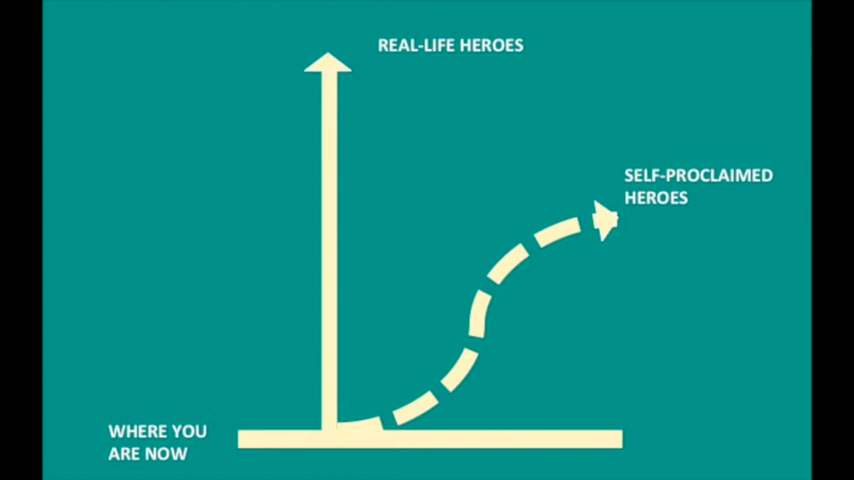 REAL-LIFE HEROES
SELF-PROCLAIMED
HEROES
WHERE YOU
ARE NOW